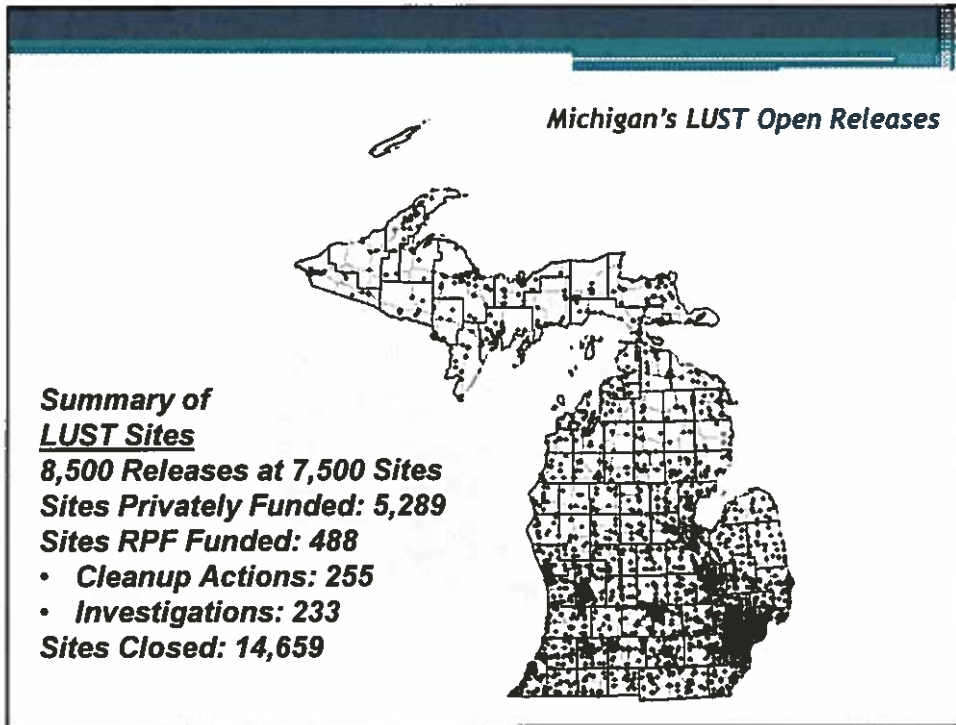 Michigan's LUST Open Releases
Summary of
LUST Sites
8,500 Releases at 7,500 Sites
Sites Privately Funded: 5,289
Sites RPF Funded: 488
• Cleanup Actions: 255
• Investigations: 233
Sites Closed: 14,659